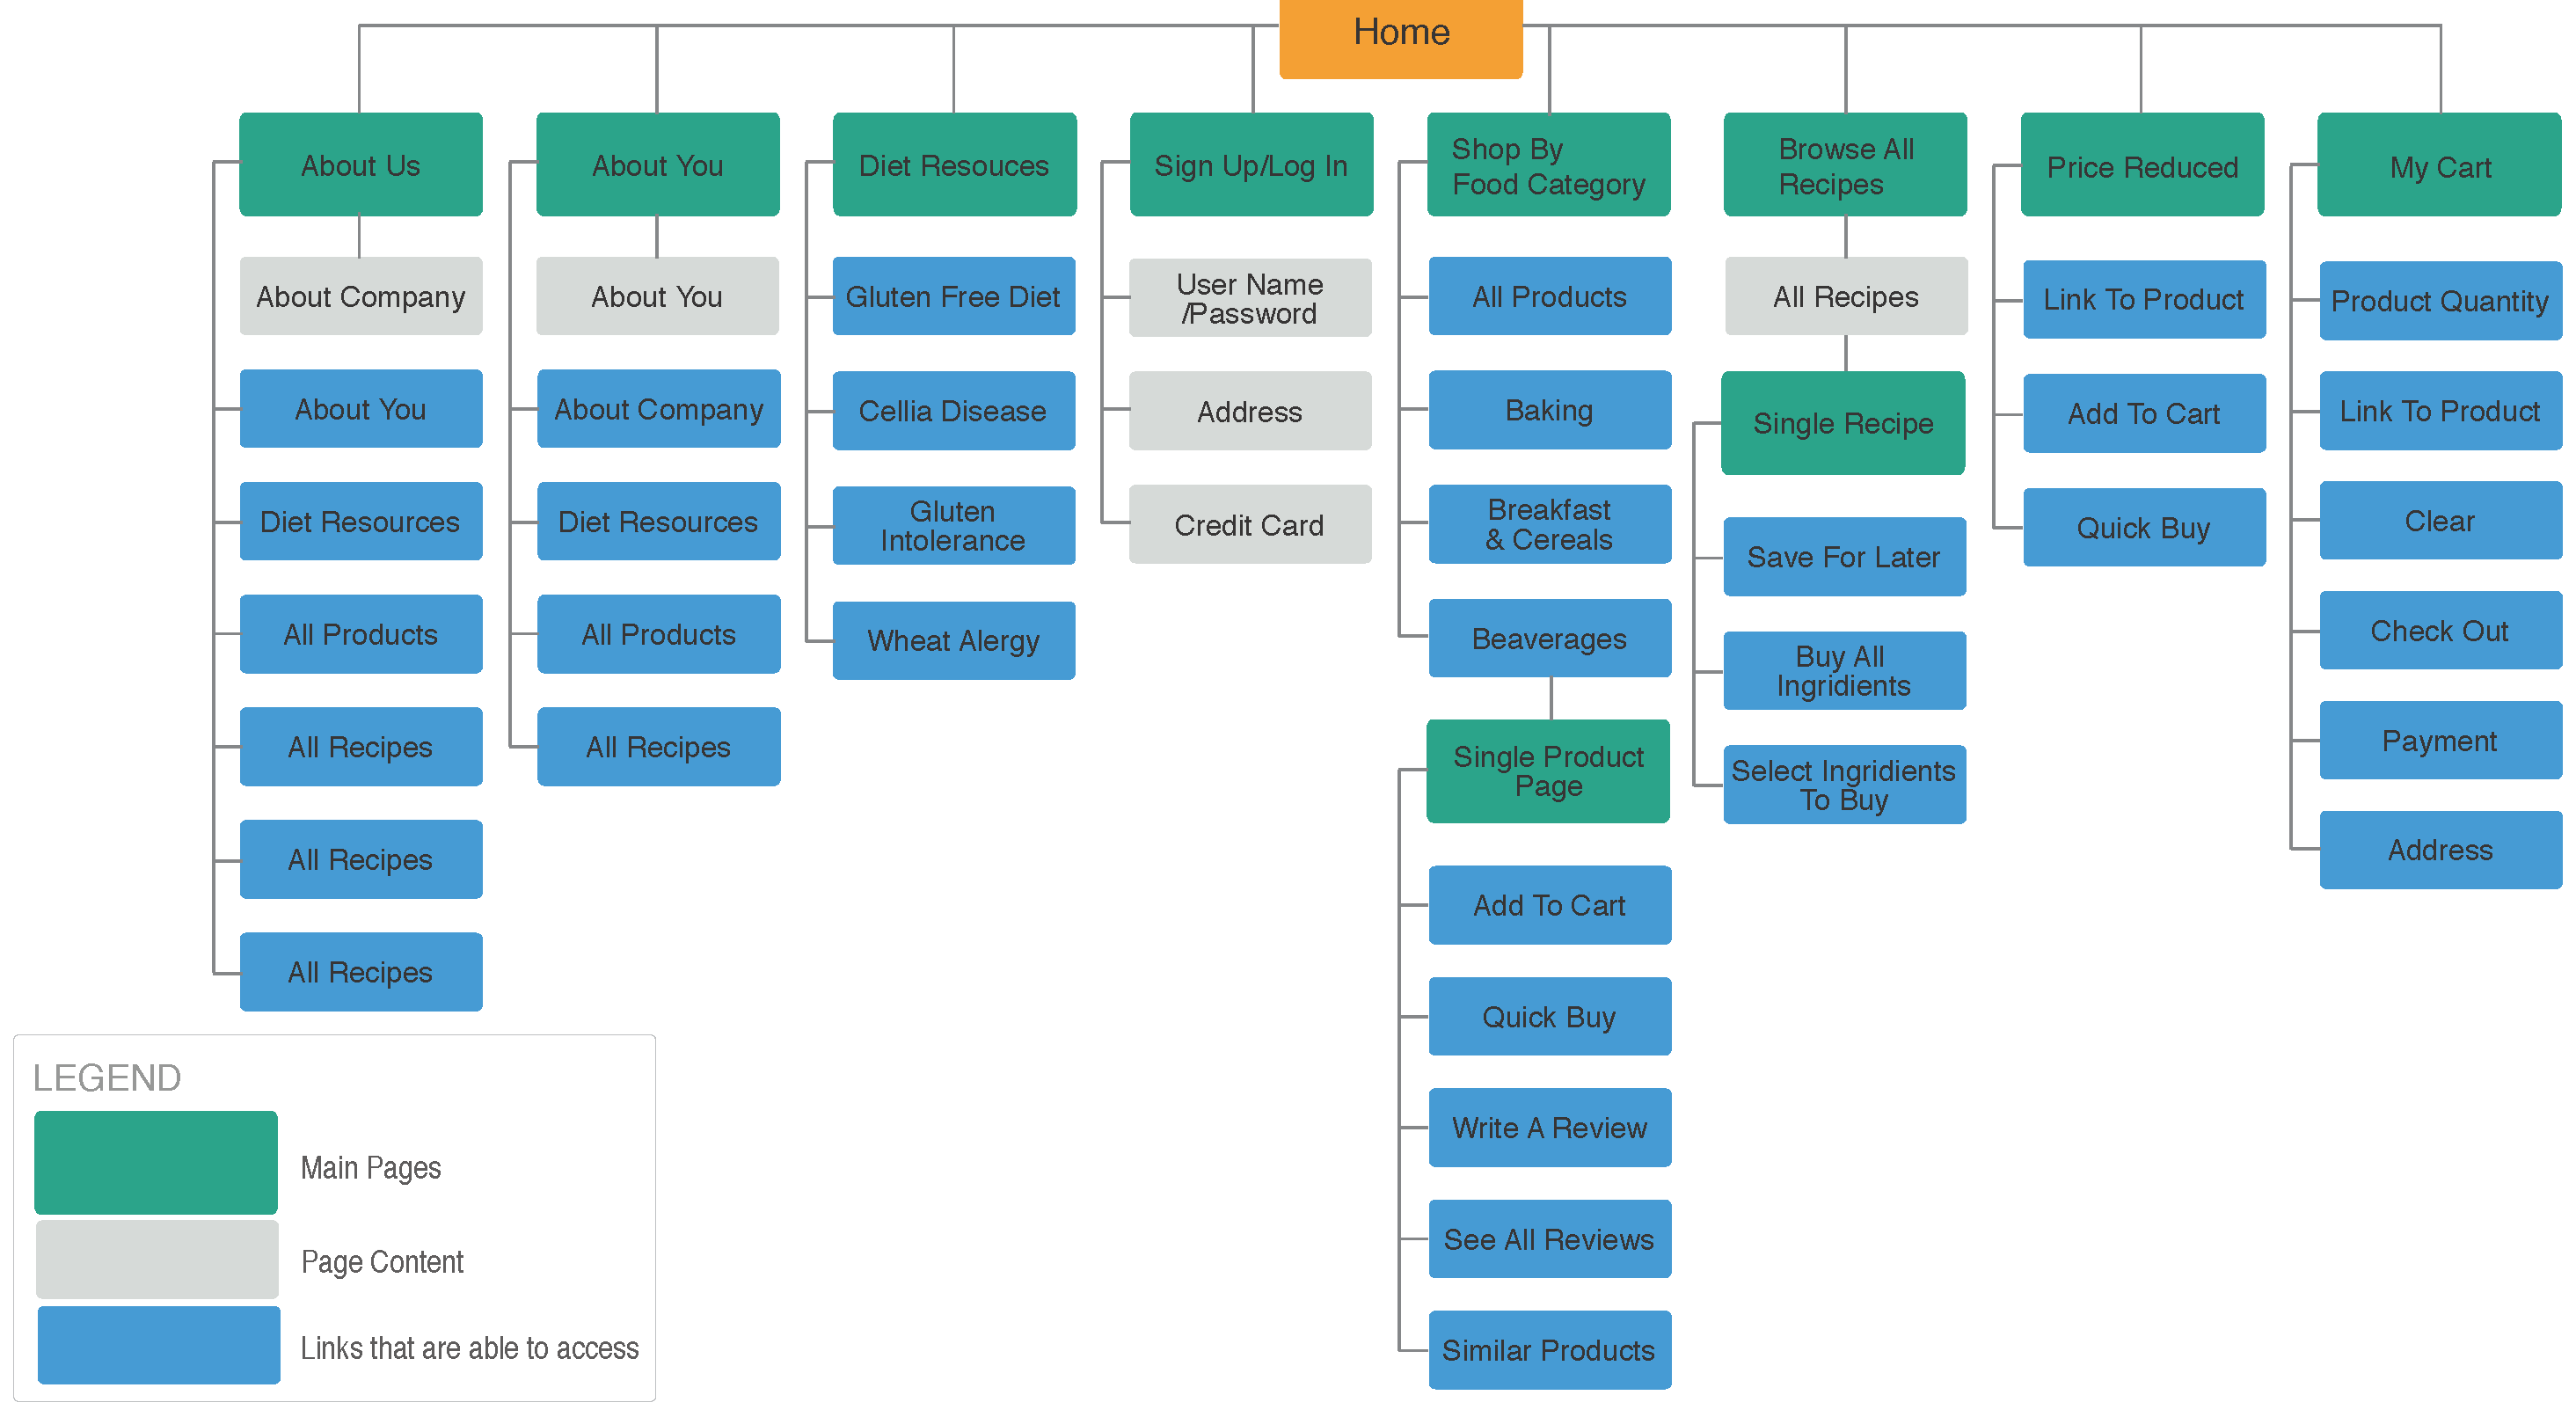 Home
About Us
About Company
About You
Diet Resources
All Products
All Recipes
All Recipes
All Recipes
About You
About You
About Company
Diet Resources
All Products
All Recipes
Diet Resouces
Gluten Free Diet
Cellia Disease
Gluten
Intolerance
Wheat Alergy
Sign Up/Log In
User Name
/Password
Address
Credit Card
Shop By
Food Category
All Products
Baking
Breakfast
& Cereals
Beaverages
Single Product
Page
Add To Cart
Quick Buy
Write A Review
See All Reviews
Similar Products
Browse All
Recipes
All Recipes
Single Recipe
Save For Later
Buy All
Ingridients
Select Ingridients
To Buy
Price Reduced
Link To Product
Add To Cart
Quick Buy
My Cart
Product Quantity
Link To Product
Clear
Check Out
Payment
Address
LEGEND
Main Pages
Page Content
Links that are able to access